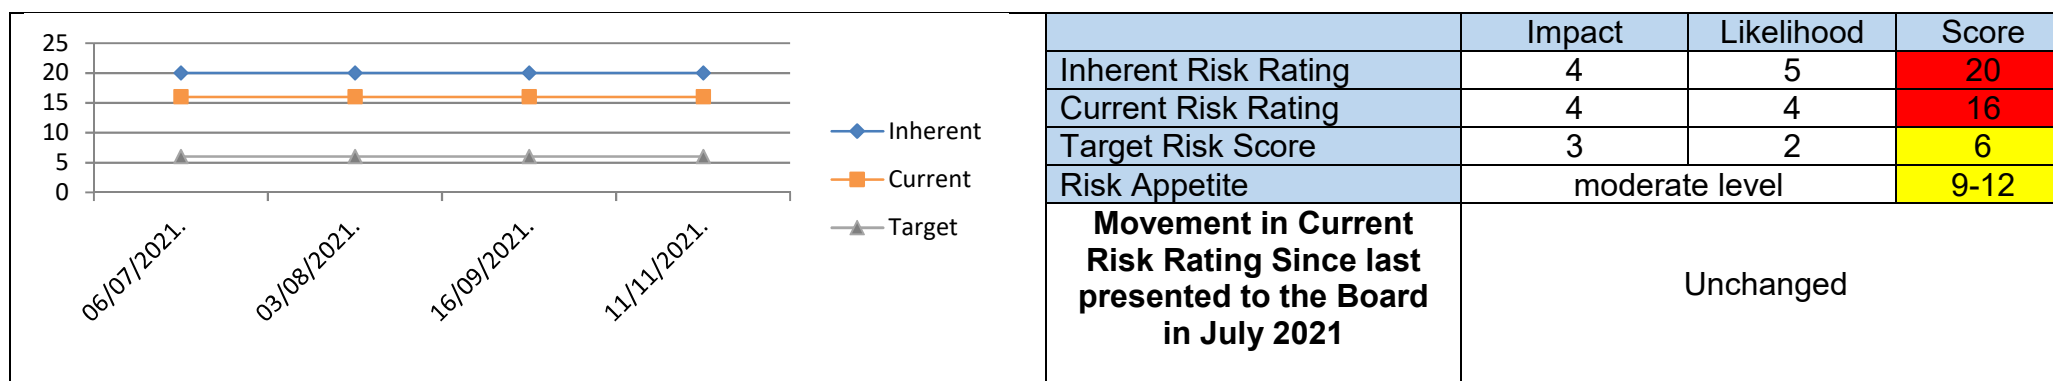 25
20
15
10
5
0
06/07/2021.
03/08/2021.
16/09/2021.
11/11/2021.
Inherent
Current
Target
Impact Likelihood Score
Inherent Risk Rating 4 5 20
Current Risk Rating 4 4 16
Target Risk Score 3 2 6
Risk Appetite moderate level 9-12
Movement in Current
Risk Rating Since last
presented to the Board
in July 2021
Unchanged